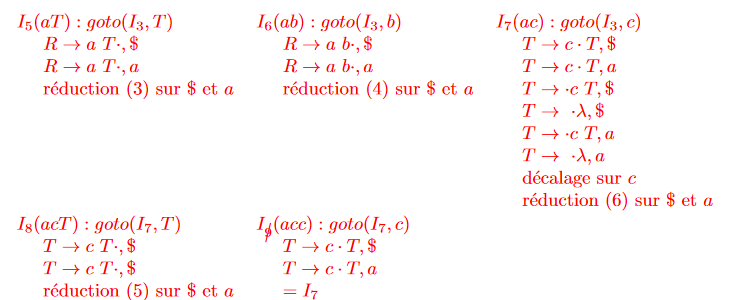 I₅(aT) : goto(I₃, T)
R → a T·, $
R → a T·, a
réduction (3) sur $ et a
I₆(ab) : goto(I₃, b)
R → a b·, $
R → a b·, a
réduction (4) sur $ et a
I₇(ac) : goto(I₃, c)
T → c · T, $
T → c · T, a
T → ·c T, $
T → ·λ, $
T → ·c T, a
T → ·λ, a
décalage sur c
réduction (6) sur $ et a
I₈(acT) : goto(I₇, T)
T → c T·, $
T → c T·, $
réduction (5) sur $ et a
I(acc) : goto(I₇, c)
T → c · T, $
T → c · T, a
= I₇